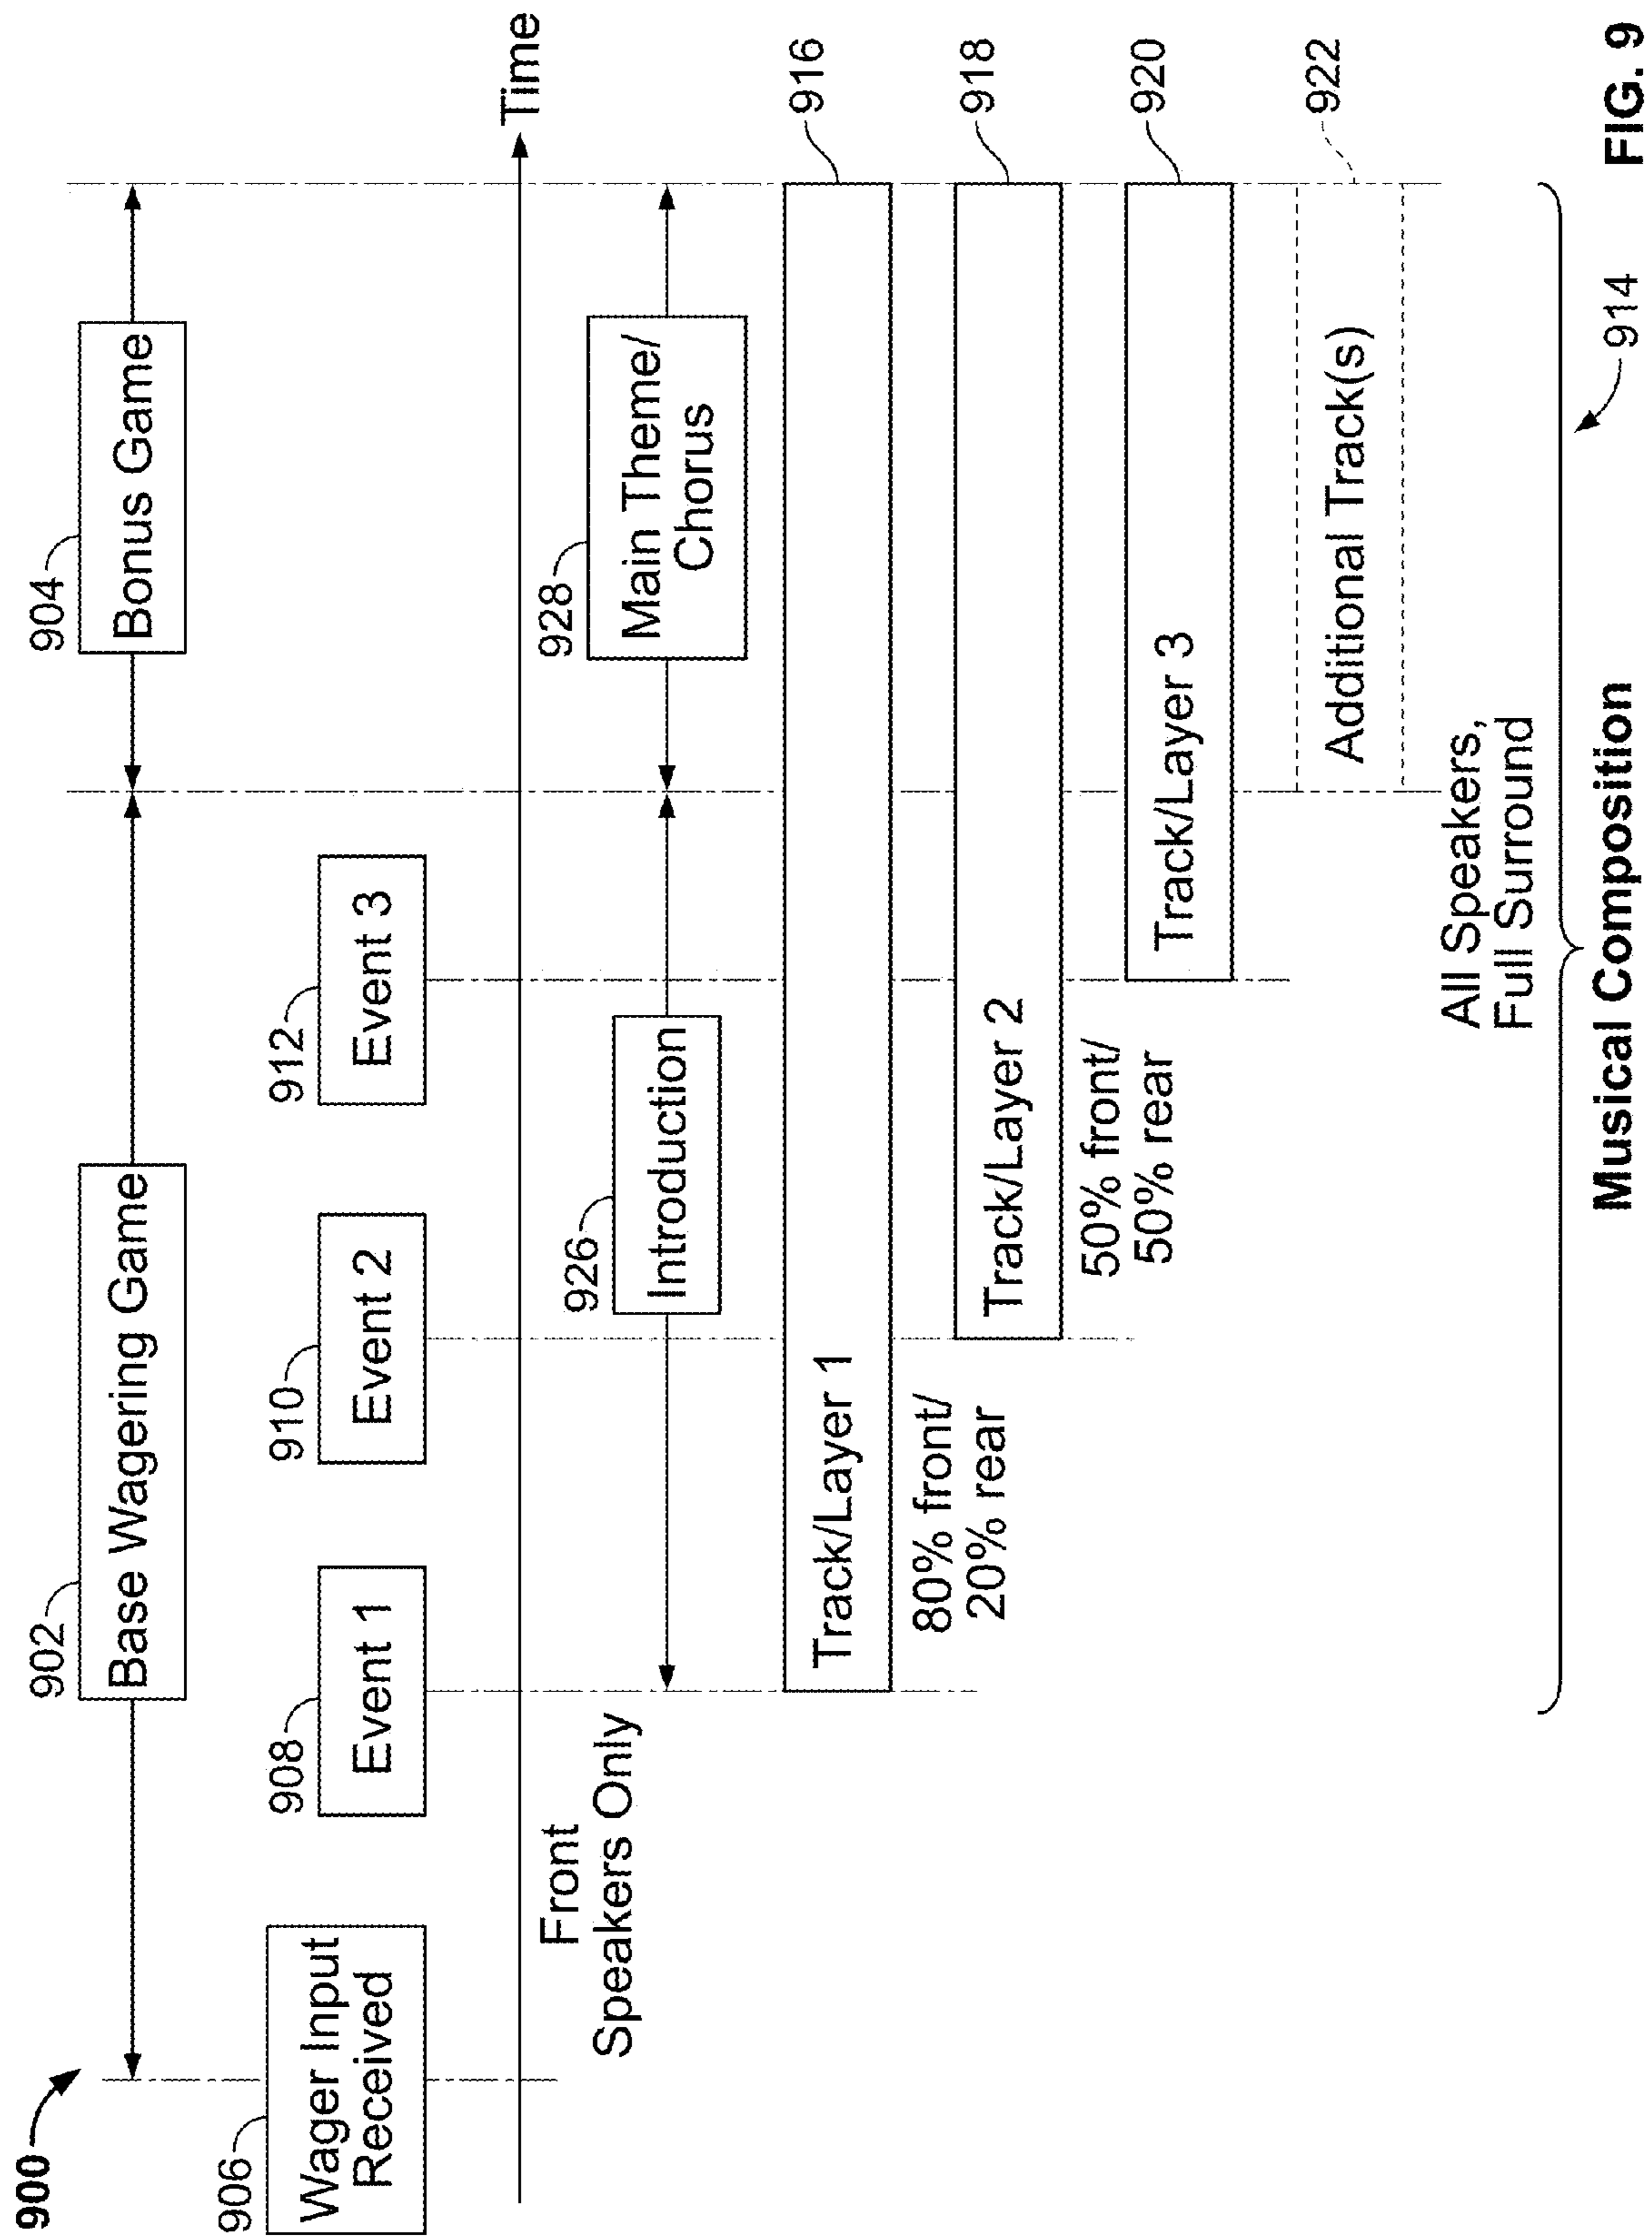 900
902
Base Wagering Game
904
Bonus Game
906
Wager Input
Received
908
Event 1
910
Event 2
912
Event 3
Time
Front
Speakers Only
926
Introduction
928
Main Theme/
Chorus
Track/Layer 1
916
80% front/
20% rear
Track/Layer 2
918
50% front/
50% rear
Track/Layer 3
920
Additional Track(s)
922
All Speakers,
Full Surround
914
Musical Composition
FIG. 9